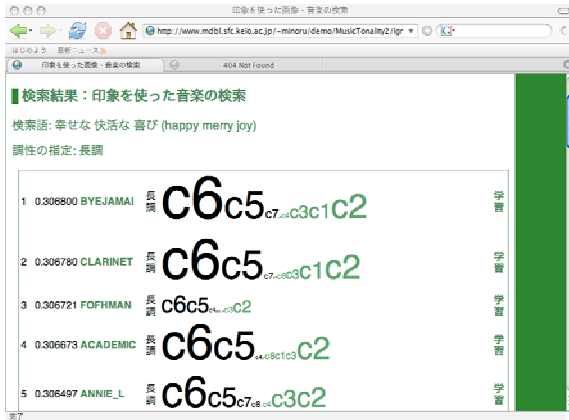 印象を使った画像・音楽の検索
http://www.mdbl.sfc.keio.ac.jp/~minoru/demo/MusicTonality2/lgr
はじめよう 最新ニュース
印象を使った画像・音楽の検索 404 Not Found
検索結果：印象を使った音楽の検索
検索語: 幸せな 快活な 喜び (happy merry joy)
調性の指定: 長調
1 0.306800 BYEJAMAI 長調 c6c5c7c4c3c1c2 学習
2 0.306780 CLARINET 長調 c6c5c7c8c3c1c2 学習
3 0.306721 FOFHMAN 長調 c6c5c3c2 学習
4 0.306673 ACADEMIC 長調 c6c5c4c8c1c3c2 学習
5 0.306497 ANNIE_L 長調 c6c5c7c8c4c3c2 学習
完了